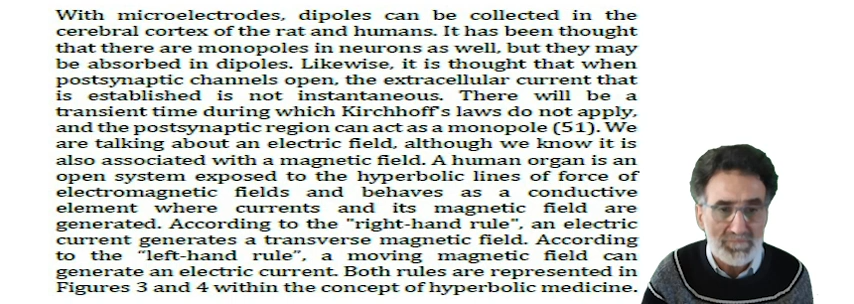 With microelectrodes, dipoles can be collected in the
cerebral cortex of the rat and humans. It has been thought
that there are monopoles in neurons as well, but they may
be absorbed in dipoles. Likewise, it is thought that when
postsynaptic channels open, the extracellular current that
is established is not instantaneous. There will be a
transient time during which Kirchhoff's laws do not apply,
and the postsynaptic region can act as a monopole (51). We
are talking about an electric field, although we know it is
also associated with a magnetic field. A human organ is an
open system exposed to the hyperbolic lines of force of
electromagnetic fields and behaves as a conductive
element where currents and its magnetic field are
generated. According to the "right-hand rule", an electric
current generates a transverse magnetic field. According
to the "left-hand rule", a moving magnetic field can
generate an electric current. Both rules are represented in
Figures 3 and 4 within the concept of hyperbolic medicine.